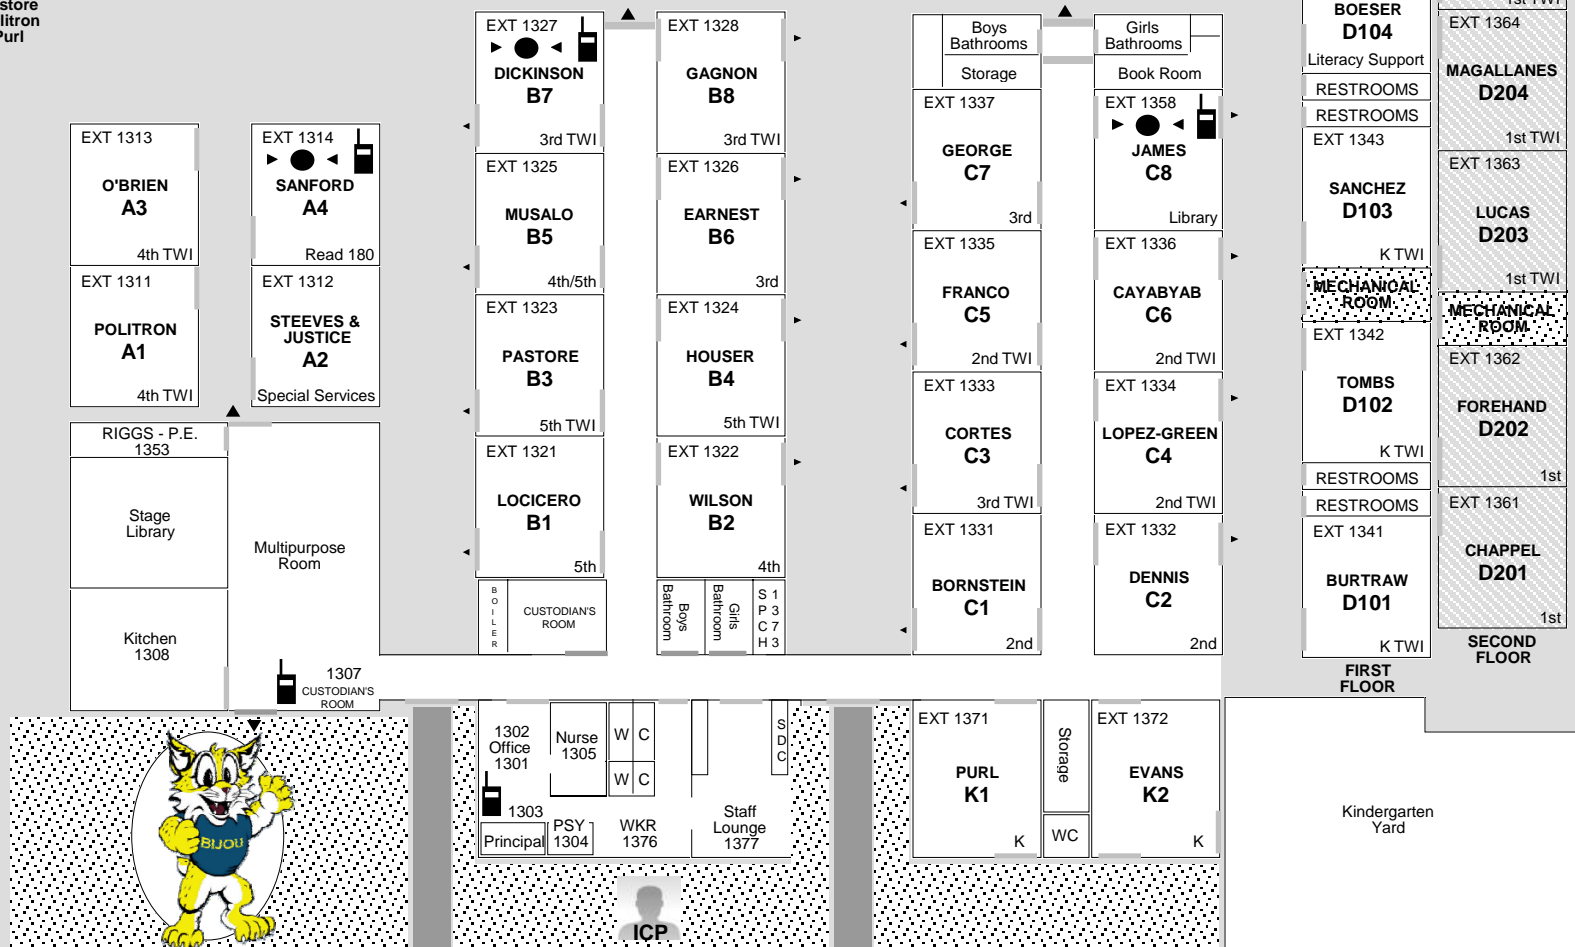 store
litron
Purl
EXT 1313
O'BRIEN
A3
4th TWI
EXT 1311
POLITRON
A1
4th TWI
EXT 1314
SANFORD
A4
Read 180
EXT 1312
STEEVES &
JUSTICE
A2
Special Services
RIGGS - P.E.
1353
Stage
Library
Kitchen
1308
Multipurpose
Room
1307
CUSTODIAN'S
ROOM
BIJOU
EXT 1327
DICKINSON
B7
3rd TWI
EXT 1325
MUSALO
B5
4th/5th
EXT 1323
PASTORE
B3
5th TWI
EXT 1321
LOCICERO
B1
5th
BOILER
CUSTODIAN'S
ROOM
EXT 1328
GAGNON
B8
3rd TWI
EXT 1326
EARNEST
B6
3rd
EXT 1324
HOUSER
B4
5th TWI
EXT 1322
WILSON
B2
4th
Boys
Bathroom
Girls
Bathroom
SPCH
1373
1302
Office
1301
Nurse
1305
W C
W C
SDC
1303
Principal
PSY
1304
WKR
1376
Staff
Lounge
1377
ICP
Boys
Bathrooms
Storage
EXT 1337
GEORGE
C7
3rd
EXT 1335
FRANCO
C5
2nd TWI
EXT 1333
CORTES
C3
3rd TWI
EXT 1331
BORNSTEIN
C1
2nd
Girls
Bathrooms
Book Room
EXT 1358
JAMES
C8
Library
EXT 1336
CAYABYAB
C6
2nd TWI
EXT 1334
LOPEZ-GREEN
C4
2nd TWI
EXT 1332
DENNIS
C2
2nd
EXT 1371
PURL
K1
K
Storage
WC
EXT 1372
EVANS
K2
K
Kindergarten
Yard
BOESER
D104
Literacy Support
RESTROOMS
RESTROOMS
EXT 1343
SANCHEZ
D103
K TWI
MECHANICAL
ROOM
EXT 1342
TOMBS
D102
K TWI
RESTROOMS
RESTROOMS
EXT 1341
BURTRAW
D101
K TWI
FIRST
FLOOR
1st TWI
EXT 1364
MAGALLANES
D204
1st TWI
EXT 1363
LUCAS
D203
1st TWI
MECHANICAL
ROOM
EXT 1362
FOREHAND
D202
1st
EXT 1361
CHAPPEL
D201
1st
SECOND
FLOOR